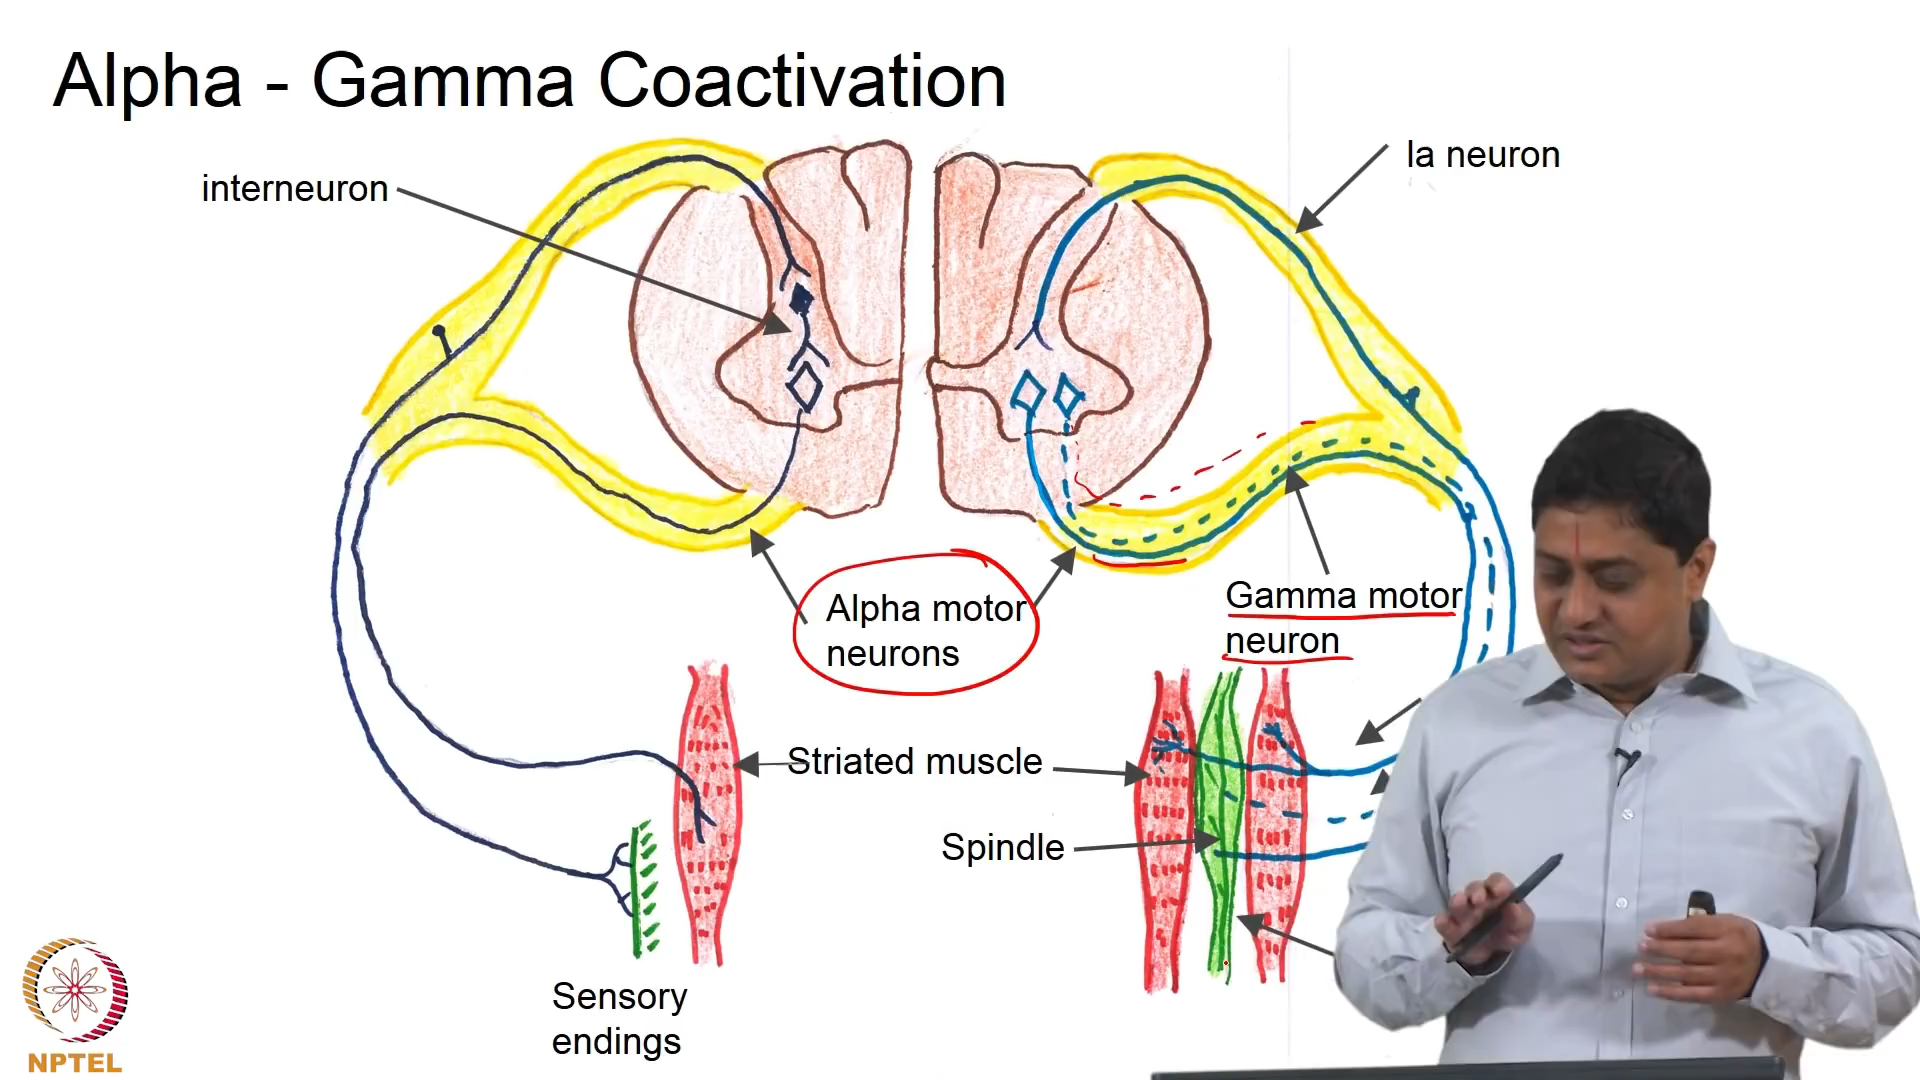 Alpha - Gamma Coactivation
interneuron
Ia neuron
Alpha motor
neurons
Gamma motor
neuron
Striated muscle
Spindle
Sensory
endings
NPTEL